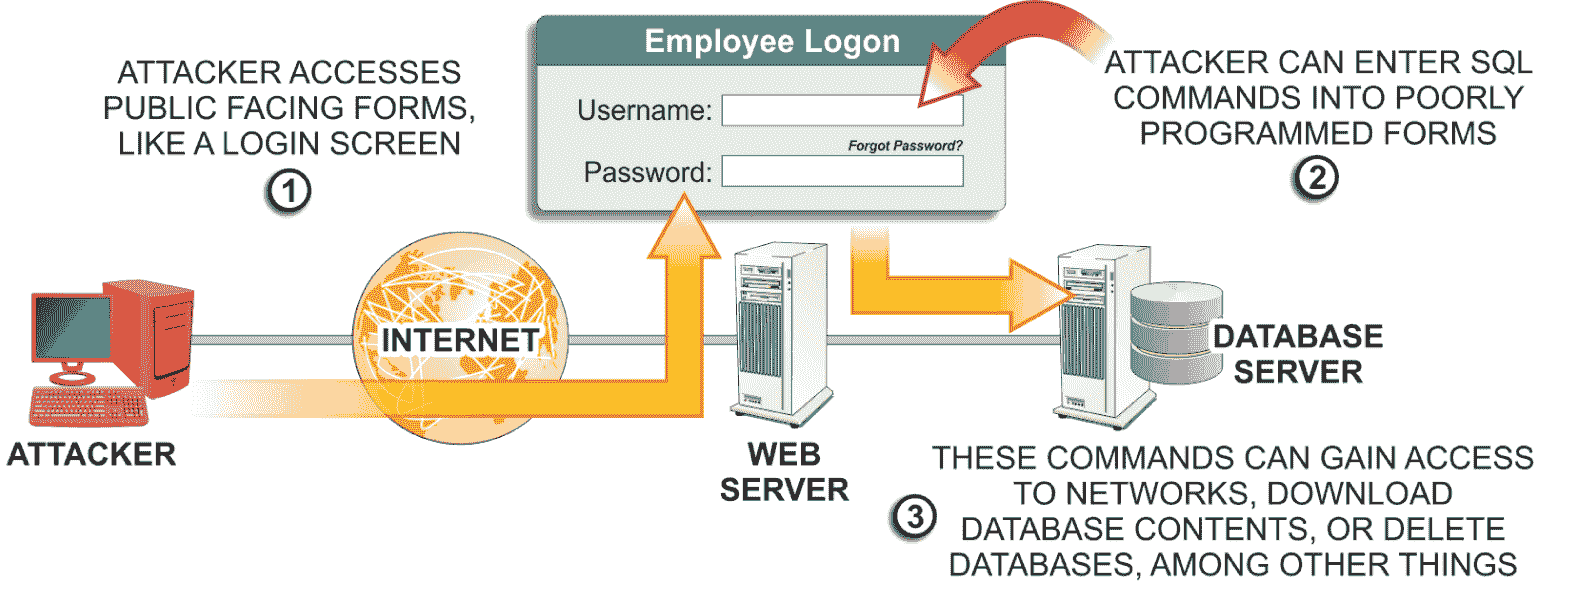 ATTACKER ACCESSES
PUBLIC FACING FORMS,
LIKE A LOGIN SCREEN
1
Employee Logon
Username:
Forgot Password?
Password:
ATTACKER CAN ENTER SQL
COMMANDS INTO POORLY
PROGRAMMED FORMS
2
ATTACKER
INTERNET
WEB
SERVER
DATABASE
SERVER
3
THESE COMMANDS CAN GAIN ACCESS
TO NETWORKS, DOWNLOAD
DATABASE CONTENTS, OR DELETE
DATABASES, AMONG OTHER THINGS